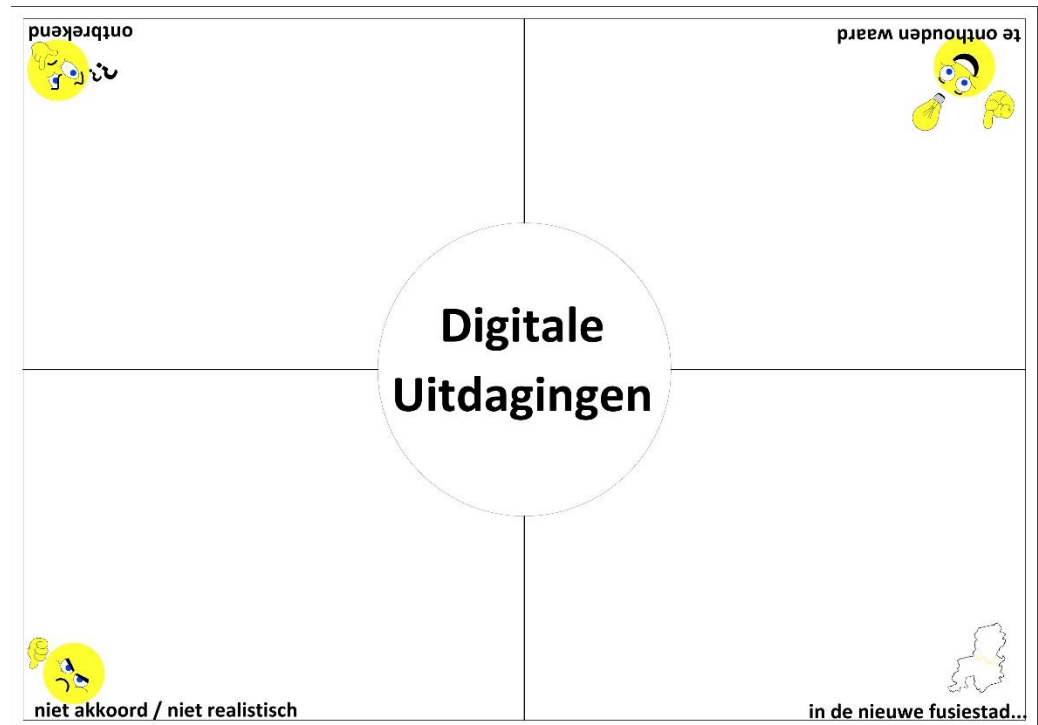 ontbrekend
??
te onthouden waard
Digitale
Uitdagingen
niet akkoord / niet realistisch
in de nieuwe fusiestad...